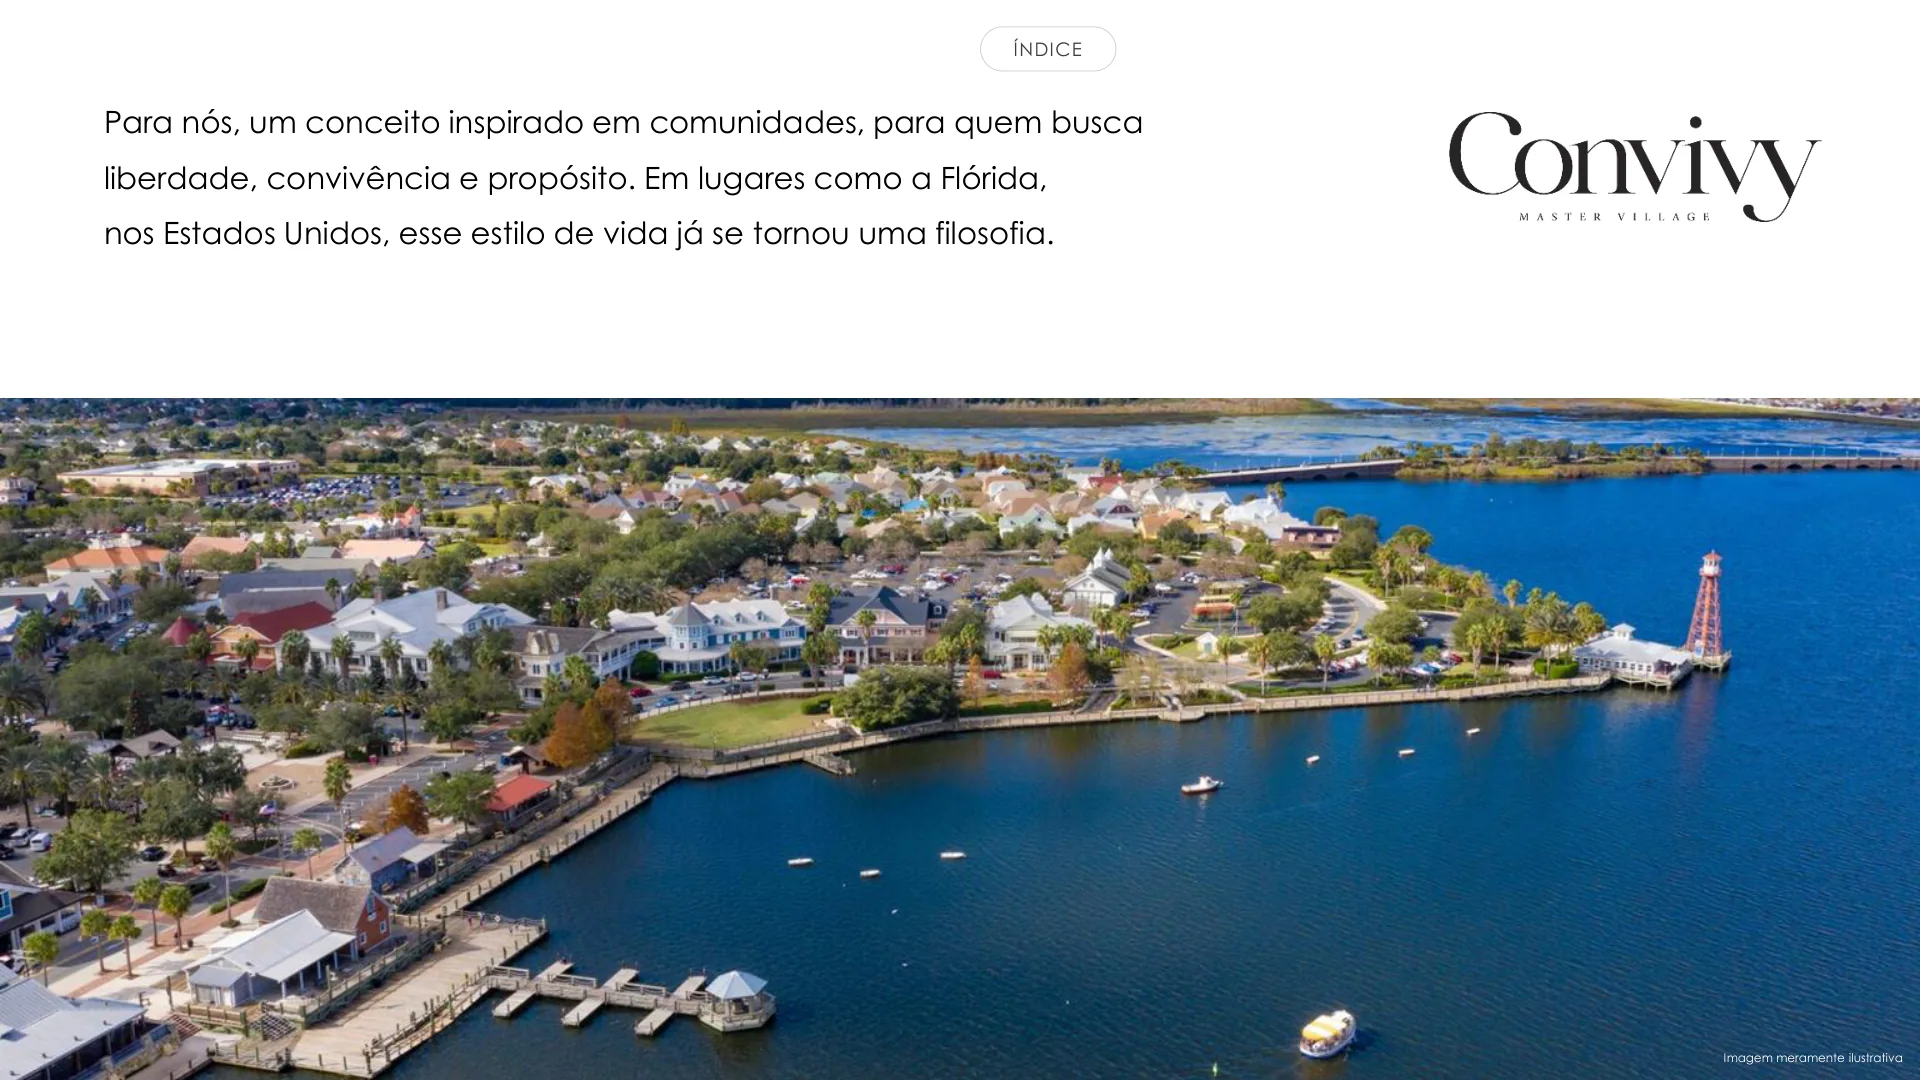 ÍNDICE
Para nós, um conceito inspirado em comunidades, para quem busca
liberdade, convivência e propósito. Em lugares como a Flórida,
nos Estados Unidos, esse estilo de vida já se tornou uma filosofia.
Convivy
MASTER VILLAGE
Imagem meramente ilustrativa